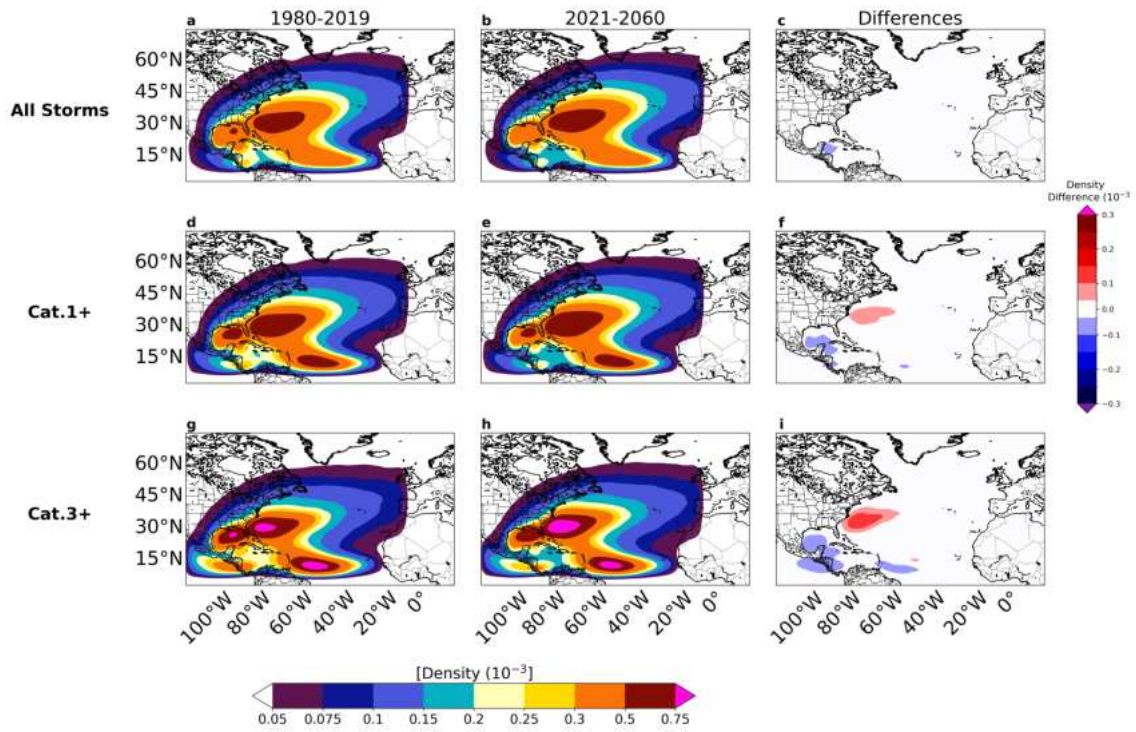 a 1980-2019
b 2021-2060
c Differences
All Storms
60°N
45°N
30°N
15°N
Density
Difference (10⁻³
0.3
0.2
0.1
0.0
−0.1
−0.2
−0.3
d
e
f
Cat.1+
60°N
45°N
30°N
15°N
g
h
i
Cat.3+
60°N
45°N
30°N
15°N
100°W 80°W 60°W 40°W 20°W 0°
100°W 80°W 60°W 40°W 20°W 0°
100°W 80°W 60°W 40°W 20°W 0°
[Density (10⁻³]
0.05 0.075 0.1 0.15 0.2 0.25 0.3 0.5 0.75